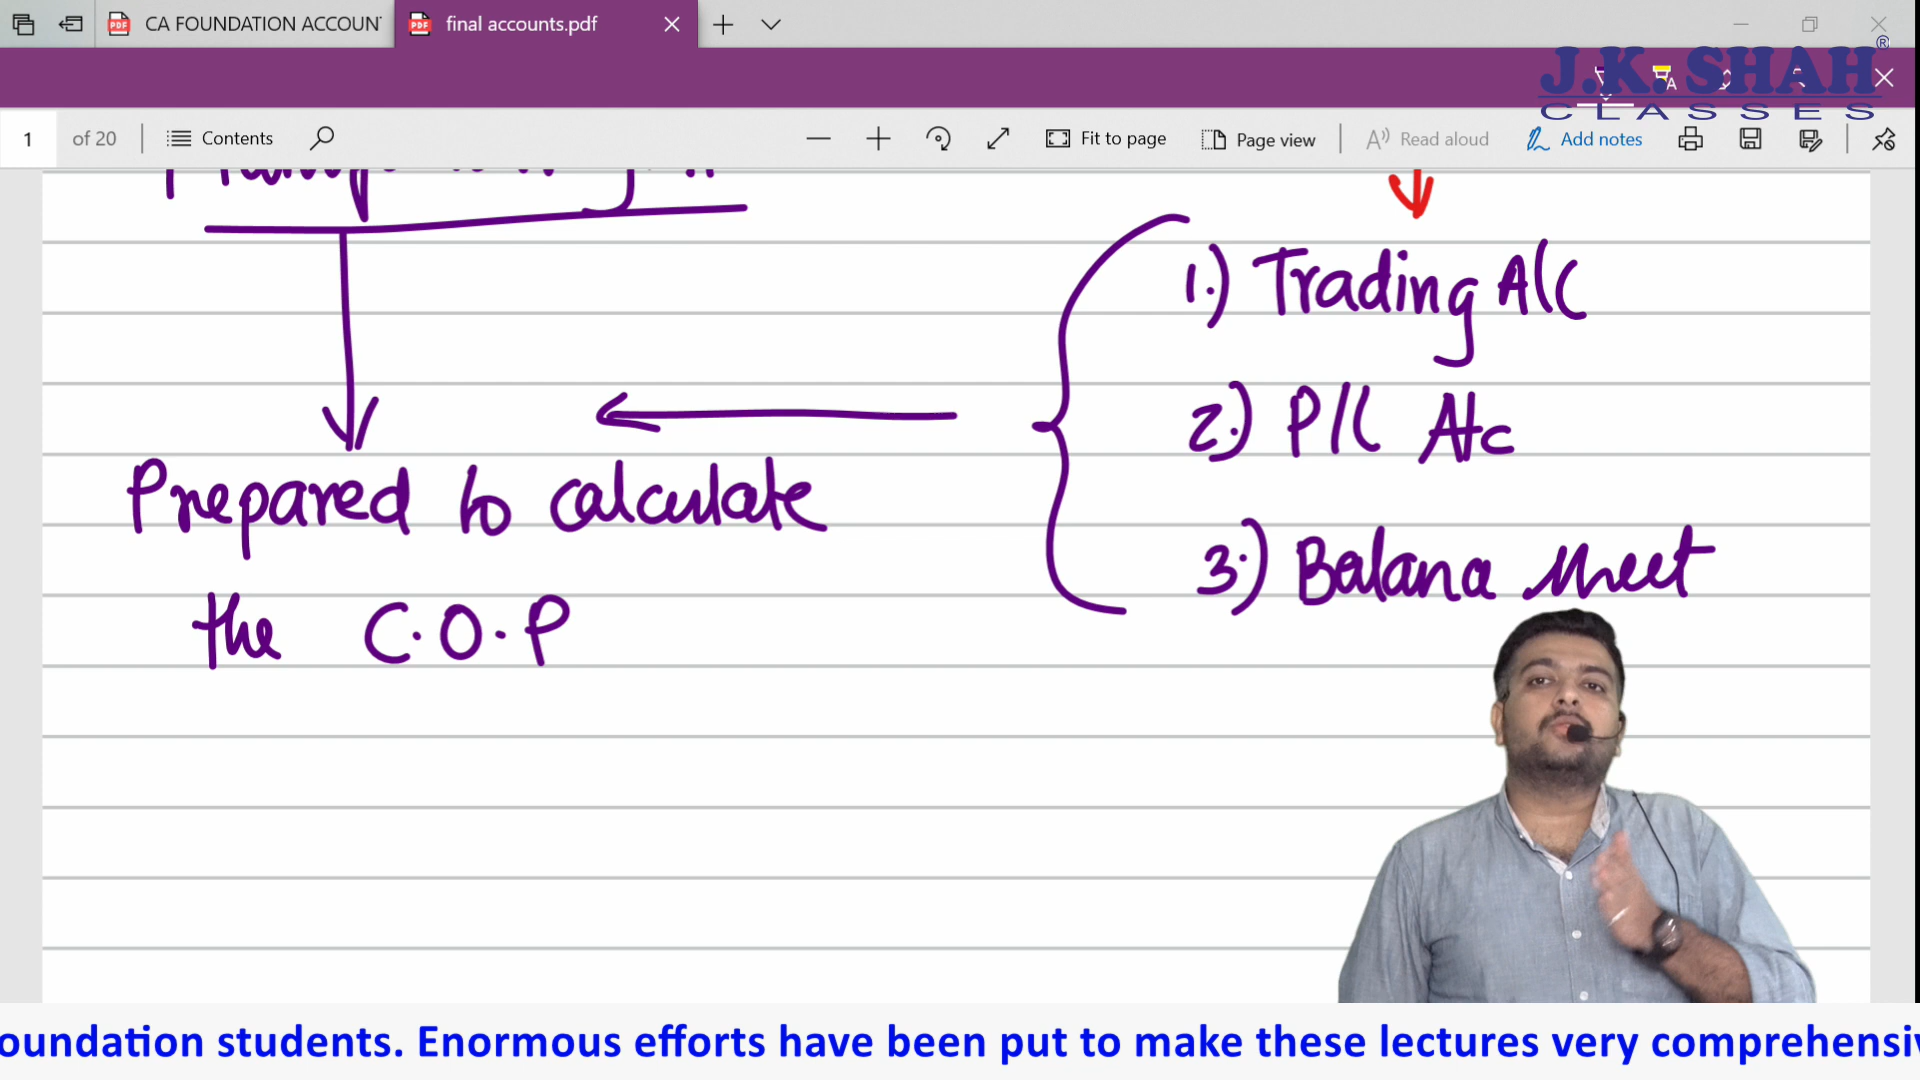 CA FOUNDATION ACCOUN
final accounts.pdf
J.K. SHAH®
CLASSES
1 of 20
Contents
Fit to page
Page view
Read aloud
Add notes
1.) Trading A/C
2.) P/L A/c
3.) Balance Sheet
Prepared to calculate
the C.O.P
oundation students. Enormous efforts have been put to make these lectures very comprehensiv